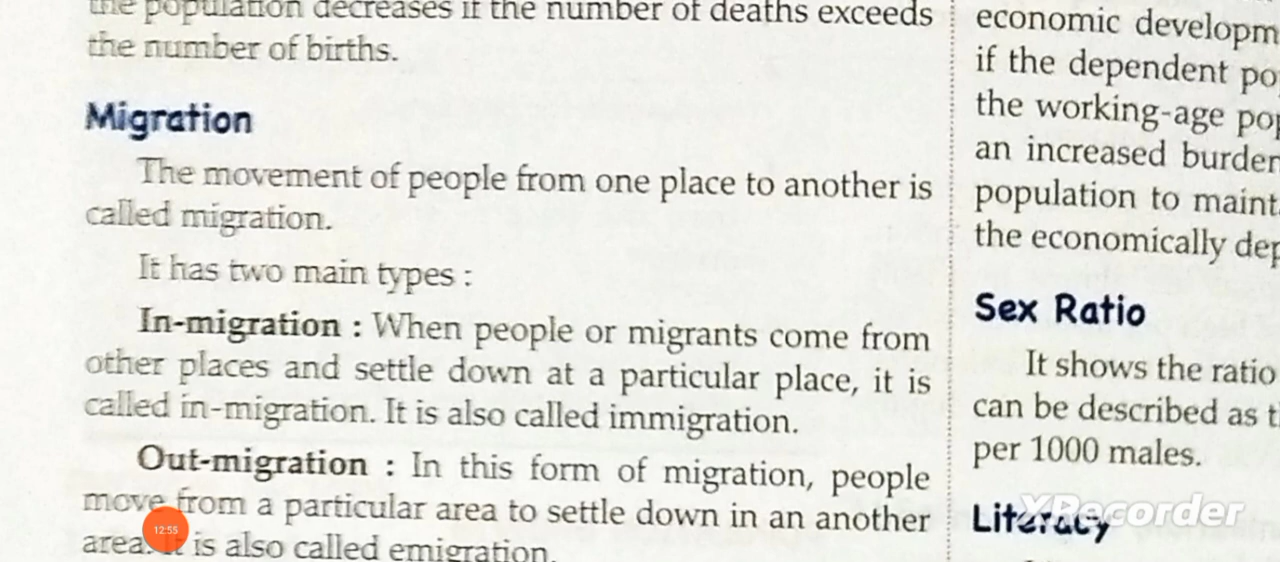 the population decreases if the number of deaths exceeds
the number of births.
Migration
The movement of people from one place to another is
called migration.
It has two main types :
In-migration : When people or migrants come from
other places and settle down at a particular place, it is
called in-migration. It is also called immigration.
Out-migration : In this form of migration, people
move from a particular area to settle down in an another
area. It is also called emigration.
economic developm
if the dependent po
the working-age pop
an increased burden
population to maint
the economically dep
Sex Ratio
It shows the ratio
can be described as t
per 1000 males.
Literacy
XRecorder
12:55